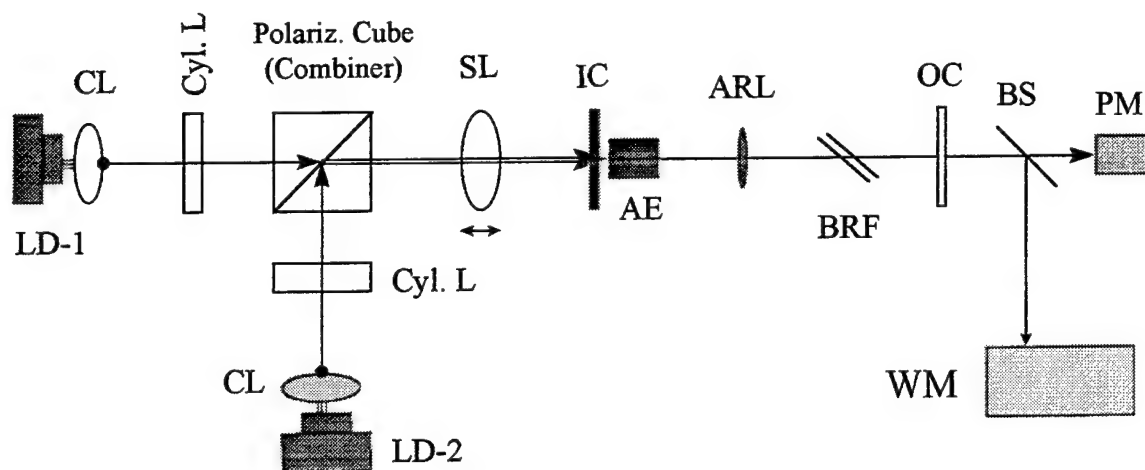 Polariz. Cube
(Combiner)
Cyl. L
CL
SL
IC
ARL
OC
BS
PM
LD-1
AE
BRF
Cyl. L
CL
WM
LD-2